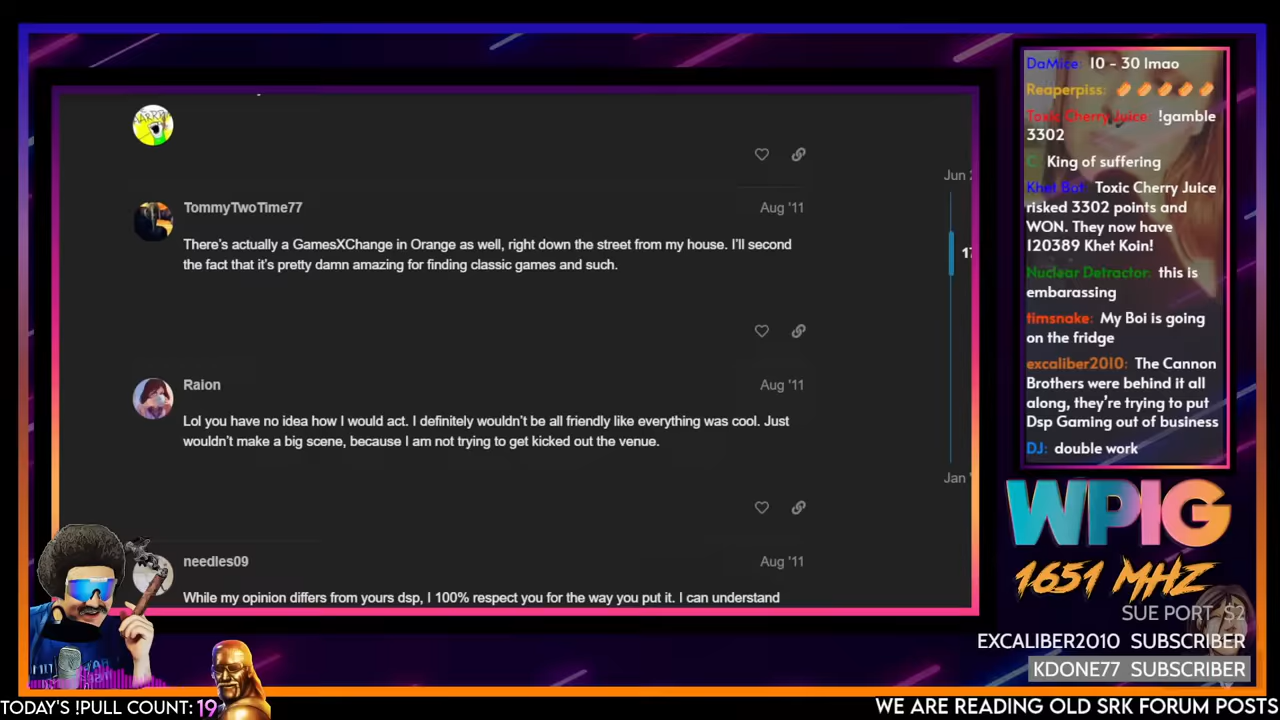 Jun
TommyTwoTime77
Aug '11
There's actually a GamesXChange in Orange as well, right down the street from my house. I'll second
the fact that it's pretty damn amazing for finding classic games and such.
Raion
Aug '11
Lol you have no idea how I would act. I definitely wouldn't be all friendly like everything was cool. Just
wouldn't make a big scene, because I am not trying to get kicked out the venue.
Jan
needles09
Aug '11
While my opinion differs from yours dsp, I 100% respect you for the way you put it. I can understand
DaMice: 10 - 30 lmao
Reaperpiss:
Toxic Cherry Juice: !gamble
3302
C: King of suffering
Khet Bot: Toxic Cherry Juice
risked 3302 points and
WON. They now have
120389 Khet Koin!
Nuclear Detractor: this is
embarassing
timsnake: My Boi is going
on the fridge
excaliber2010: The Cannon
Brothers were behind it all
along, they're trying to put
Dsp Gaming out of business
DJ: double work
WPIG
1651 MHZ
SUE PORT $2
EXCALIBER2010 SUBSCRIBER
KDONE77 SUBSCRIBER
TODAY'S !PULL COUNT: 19
WE ARE READING OLD SRK FORUM POSTS